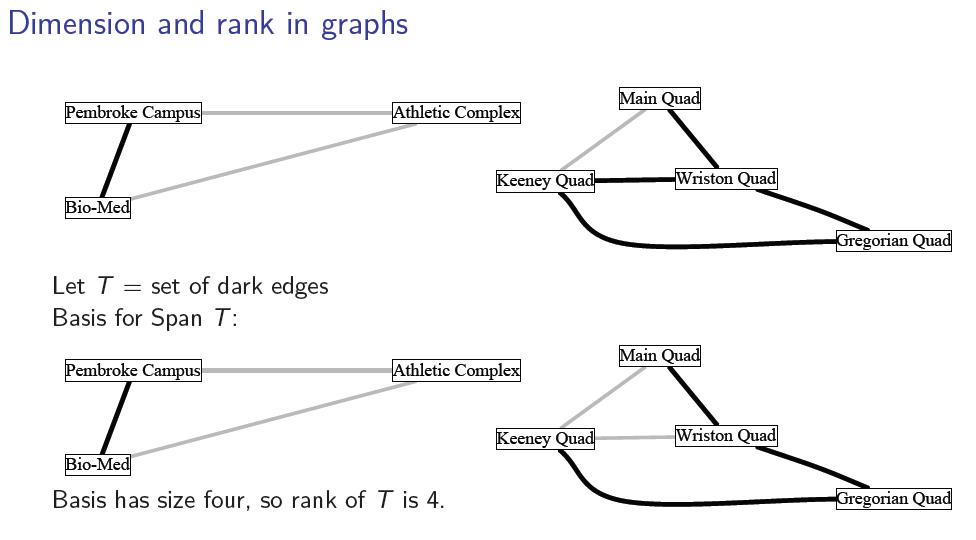 Dimension and rank in graphs
Main Quad
Pembroke Campus
Athletic Complex
Keeney Quad
Wriston Quad
Bio-Med
Gregorian Quad
Let T = set of dark edges
Basis for Span T:
Main Quad
Pembroke Campus
Athletic Complex
Keeney Quad
Wriston Quad
Bio-Med
Gregorian Quad
Basis has size four, so rank of T is 4.